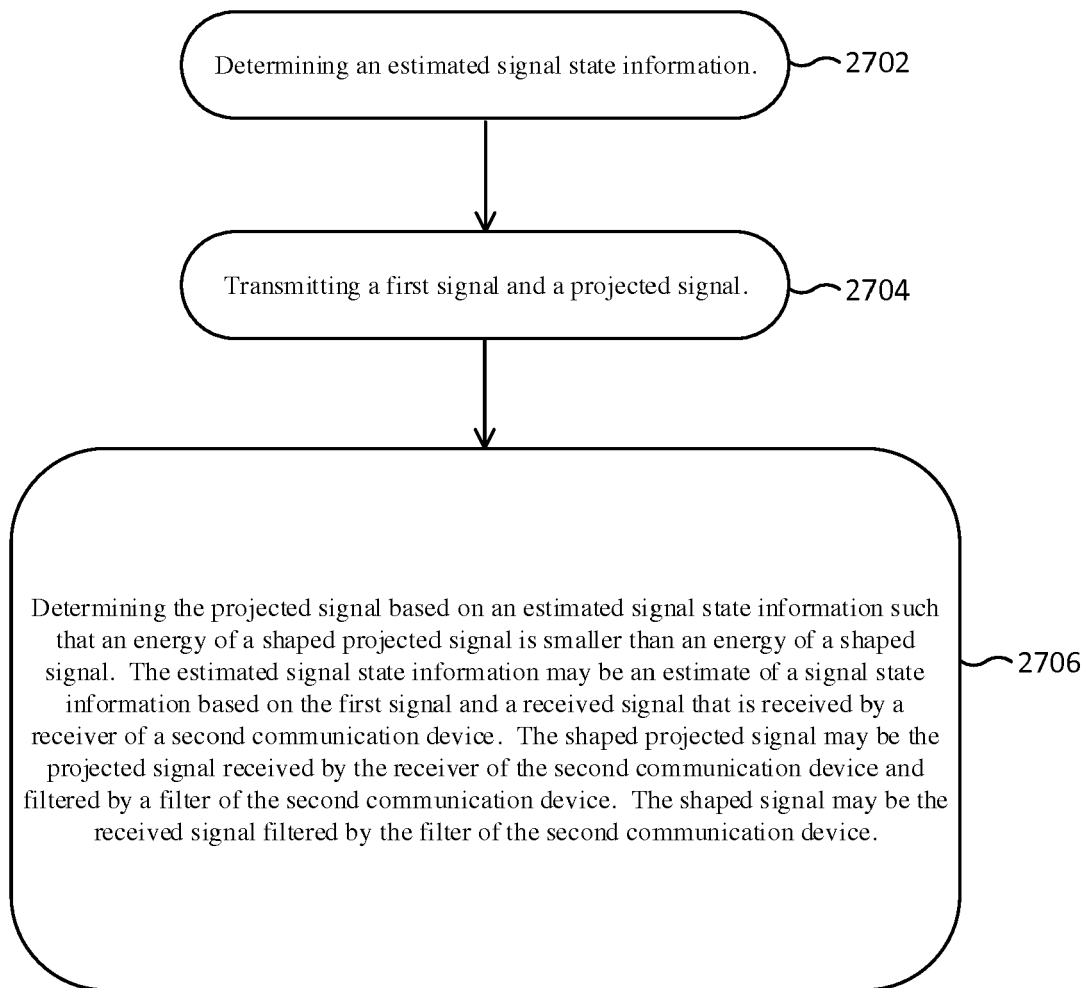 Determining an estimated signal state information.
2702
Transmitting a first signal and a projected signal.
2704
Determining the projected signal based on an estimated signal state information such
that an energy of a shaped projected signal is smaller than an energy of a shaped
signal. The estimated signal state information may be an estimate of a signal state
information based on the first signal and a received signal that is received by a
receiver of a second communication device. The shaped projected signal may be the
projected signal received by the receiver of the second communication device and
filtered by a filter of the second communication device. The shaped signal may be the
received signal filtered by the filter of the second communication device.
2706